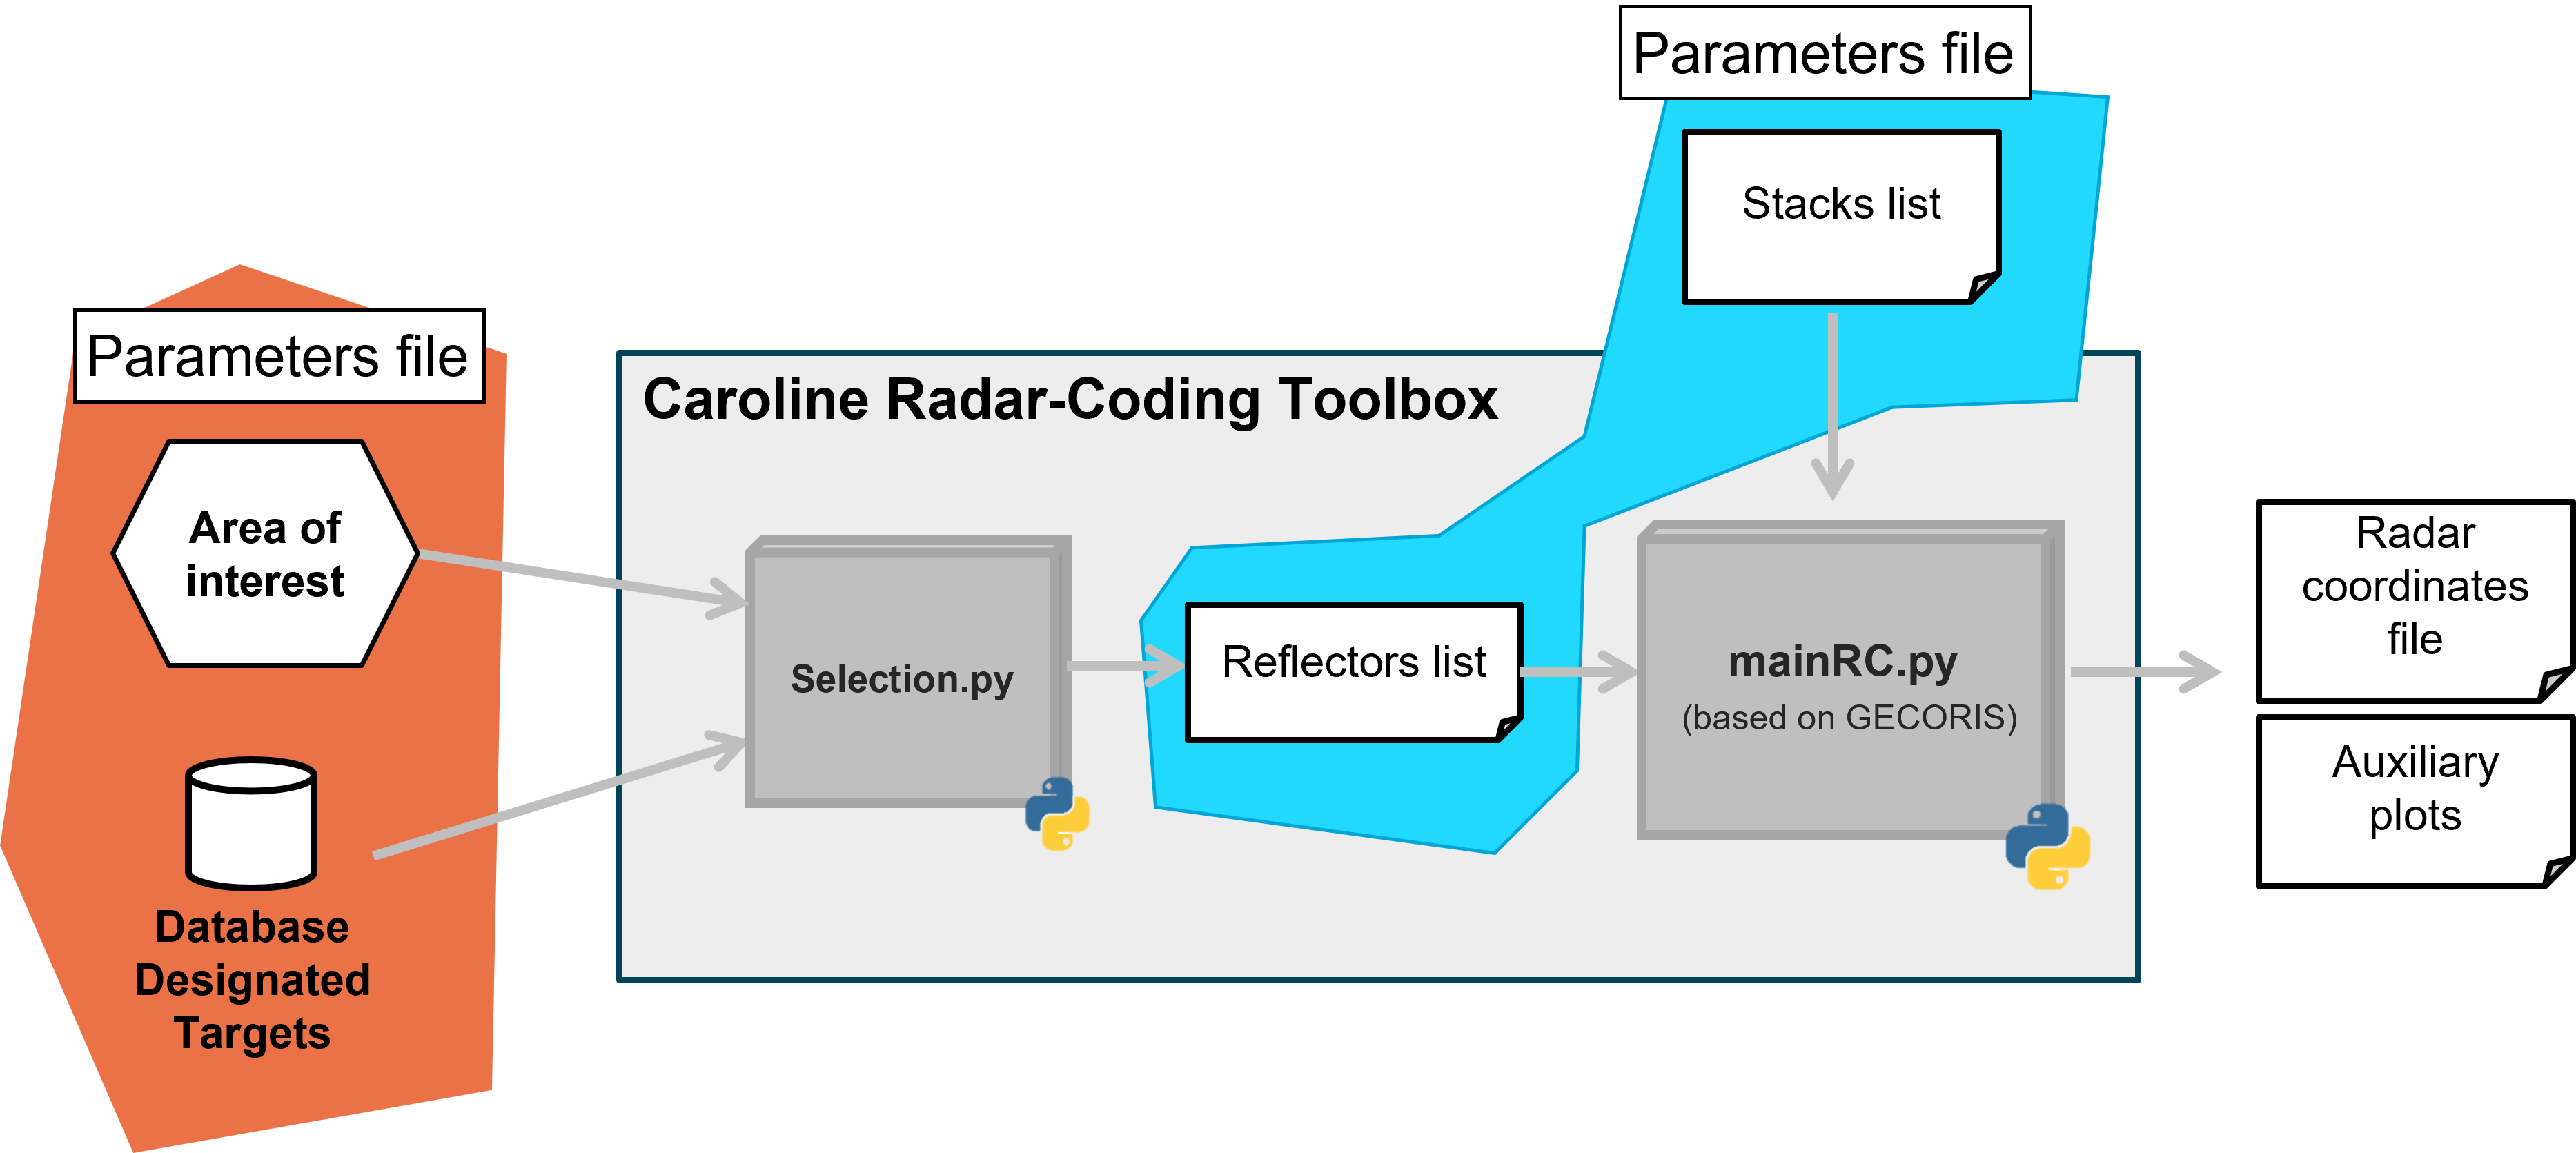 Parameters file
Stacks list
Parameters file
Caroline Radar-Coding Toolbox
Area of
interest
Database
Designated
Targets
Selection.py
Reflectors list
mainRC.py
(based on GECORIS)
Radar
coordinates
file
Auxiliary
plots